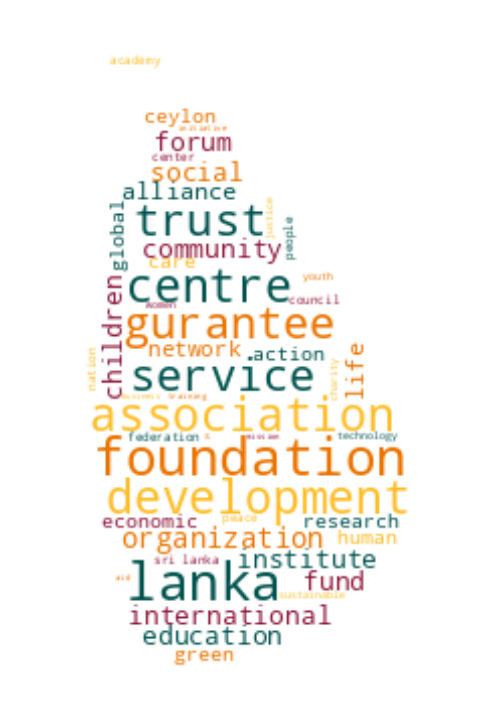 academy
ceylon
initiative
forum
center
social
alliance
global
trust
justice
people
community
care
centre
youth
children
women
council
gurantee
network
action
nation
life
service
charity
business training
association
federation
mission
technology
foundation
development
economic
peace
research
organization
human
sri lanka
institute
aid
lanka
fund
sustainable
international
education
green